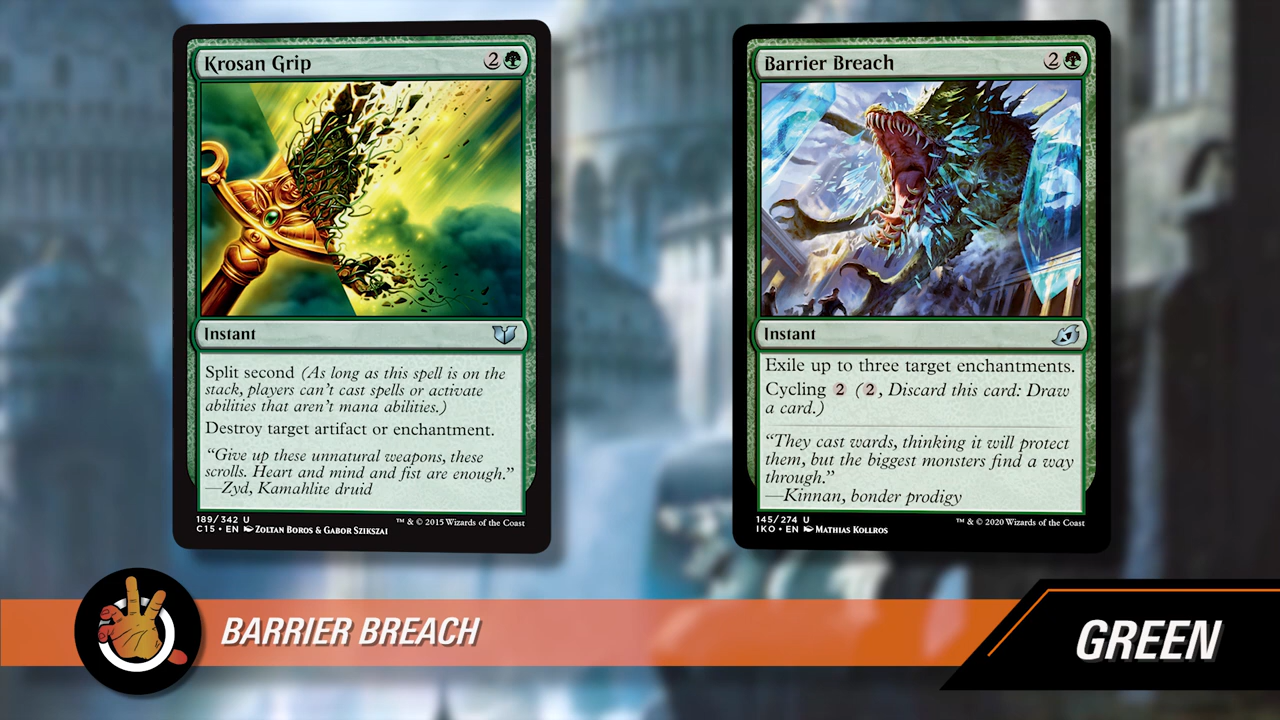 Krosan Grip
2
Instant
Split second (As long as this spell is on the
stack, players can't cast spells or activate
abilities that aren't mana abilities.)
Destroy target artifact or enchantment.
"Give up these unnatural weapons, these
scrolls. Heart and mind and fist are enough."
—Zyd, Kamahlite druid
189/342 U
C15 • EN Zoltan Boros & Gabor Szikszai
™ & © 2015 Wizards of the Coast
Barrier Breach
2
Instant
Exile up to three target enchantments.
Cycling 2 (2, Discard this card: Draw
a card.)
"They cast wards, thinking it will protect
them, but the biggest monsters find a way
through."
—Kinnan, bonder prodigy
145/274 U
IKO • EN Mathias Kollros
™ & © 2020 Wizards of the Coast
BARRIER BREACH
GREEN